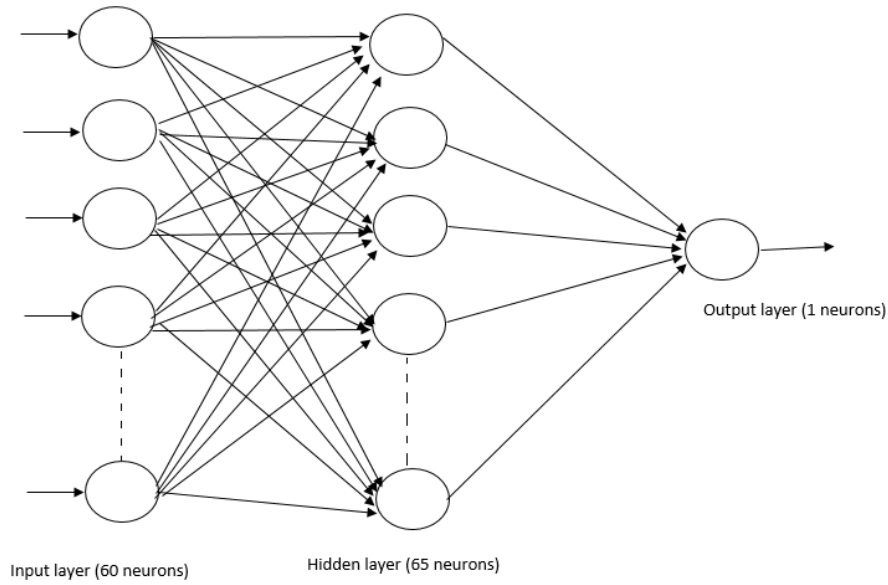 Output layer (1 neurons)
Hidden layer (65 neurons)
Input layer (60 neurons)